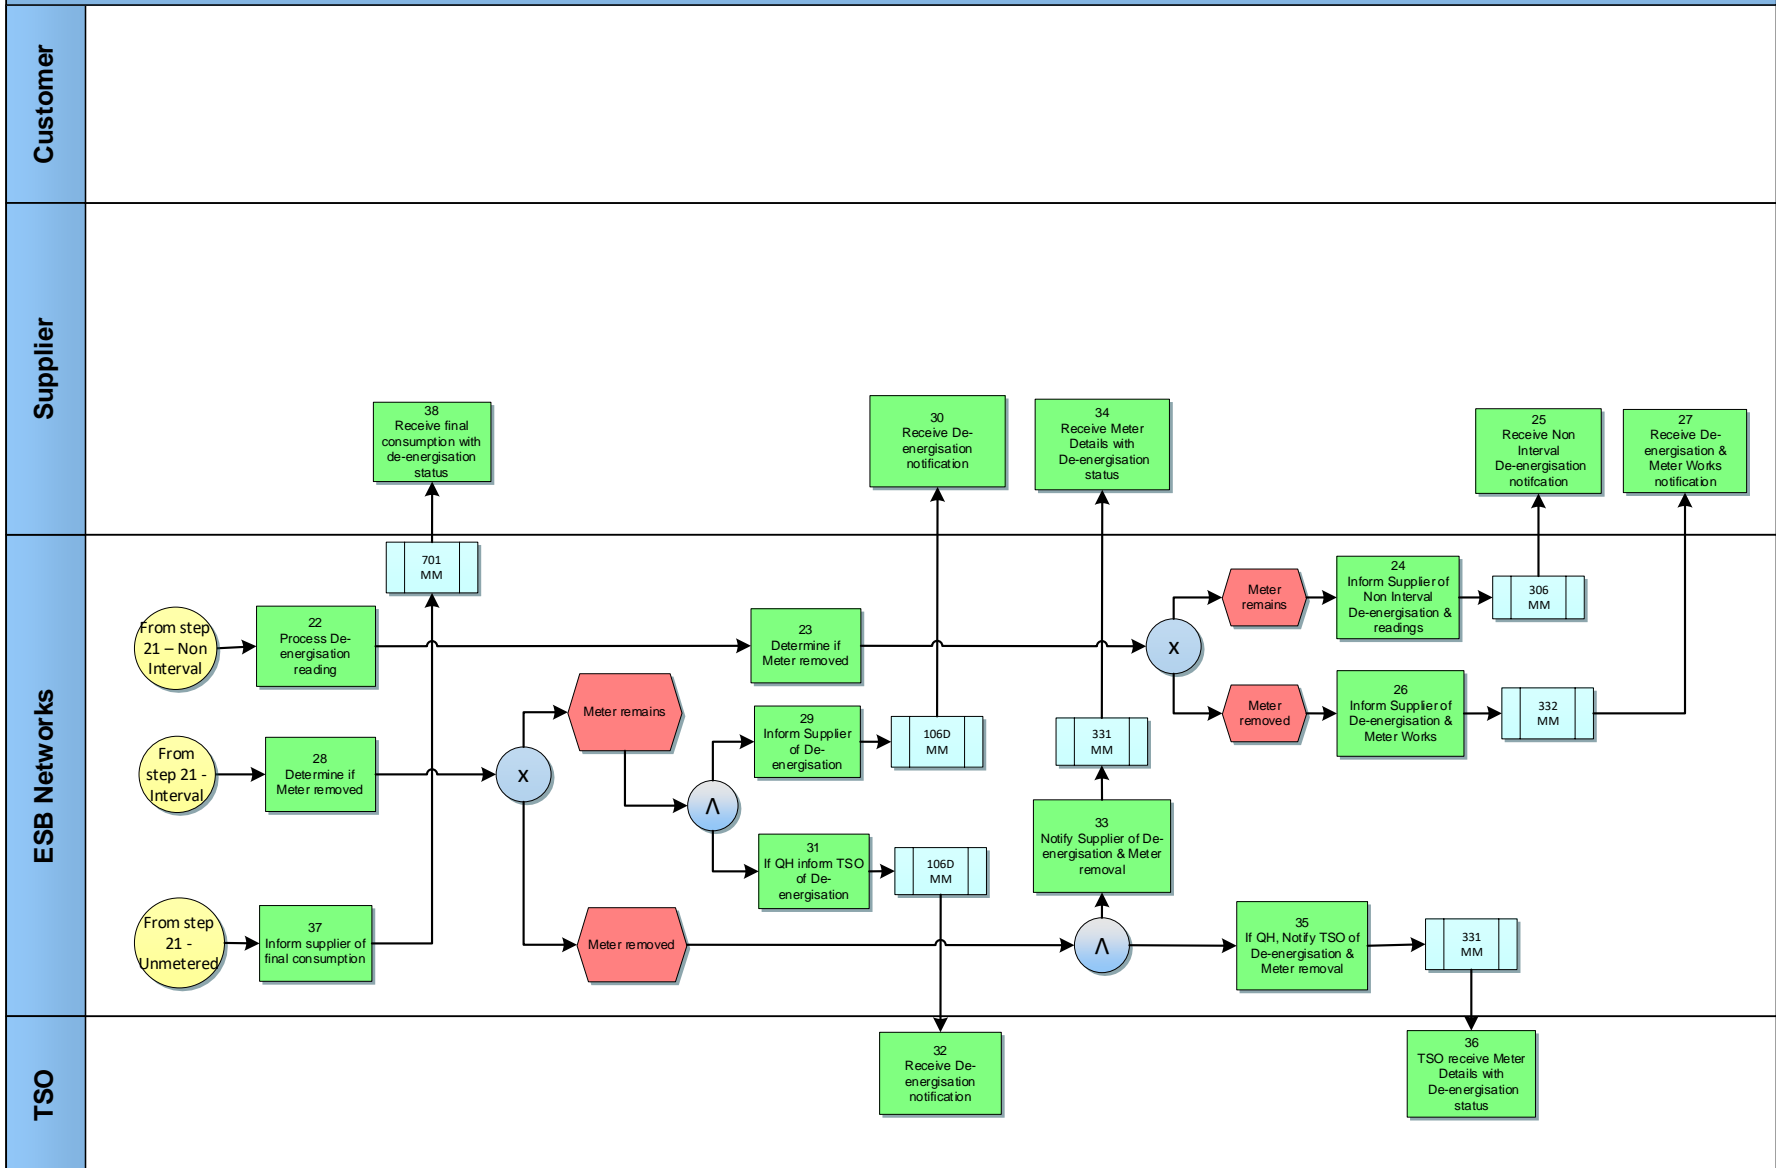 Customer
Supplier
38
Receive final
consumption with
de-energisation
status
30
Receive De-
energisation
notification
34
Receive Meter
Details with
De-energisation
status
25
Receive Non
Interval
De-energisation
notifcation
27
Receive De-
energisation &
Meter Works
notification
ESB Networks
701
MM
From step
21 – Non
Interval
22
Process De-
energisation
reading
23
Determine if
Meter removed
X
Meter
remains
24
Inform Supplier of
Non Interval
De-energisation &
readings
306
MM
Meter
removed
26
Inform Supplier of
De-energisation &
Meter Works
332
MM
From
step 21 -
Interval
28
Determine if
Meter removed
X
Meter remains
Λ
29
Inform Supplier
of De-
energisation
106D
MM
31
If QH inform TSO
of De-
energisation
106D
MM
331
MM
33
Notify Supplier of De-
energisation & Meter
removal
From step
21 -
Unmetered
37
Inform supplier of
final consumption
Meter removed
Λ
35
If QH, Notify TSO of
De-energisation &
Meter removal
331
MM
TSO
32
Receive De-
energisation
notification
36
TSO receive Meter
Details with
De-energisation
status